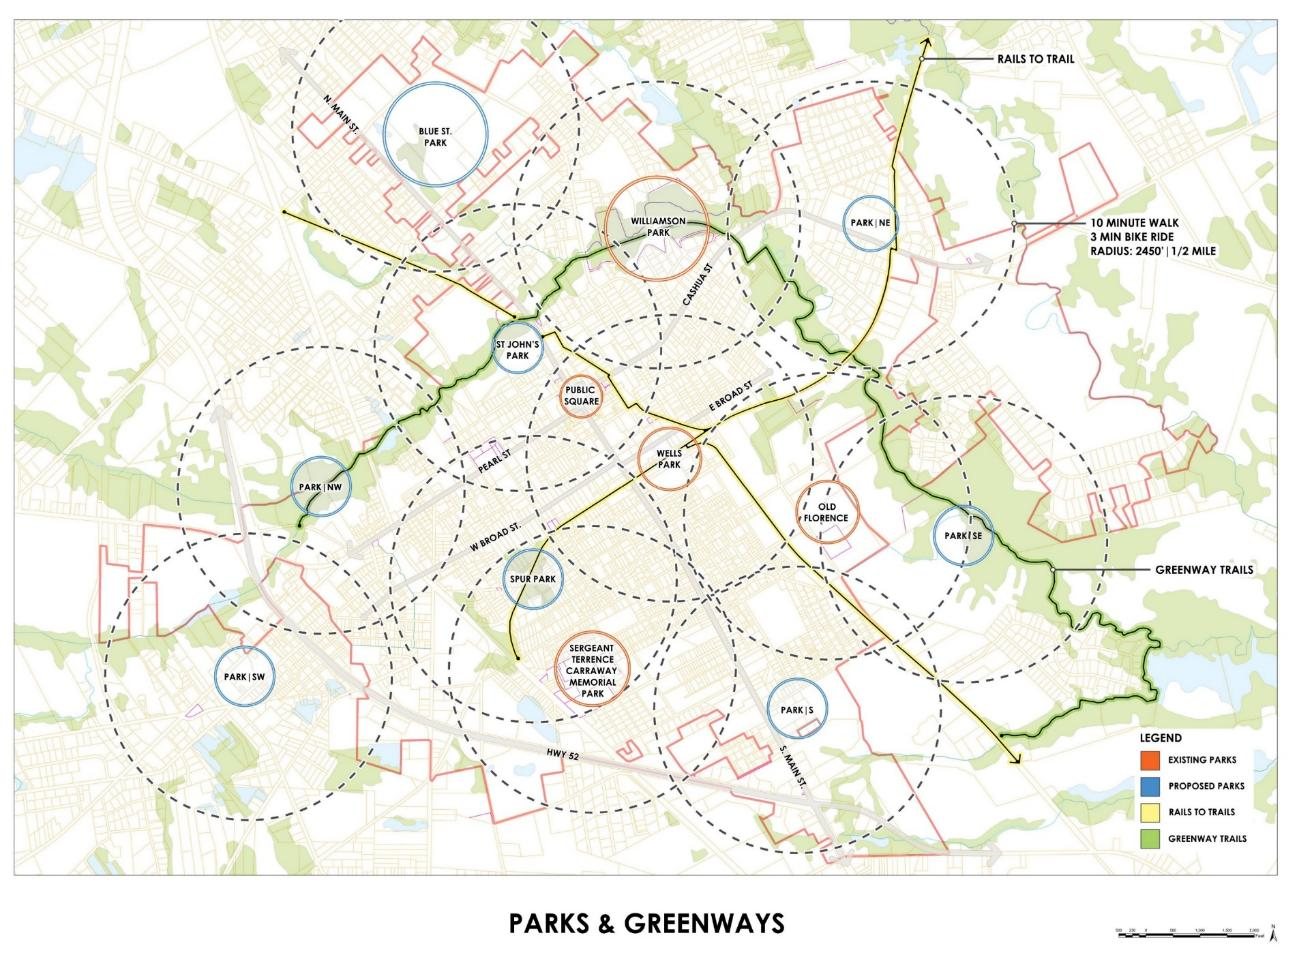 RAILS TO TRAIL
N. MAIN ST.
BLUE ST.
PARK
WILLIAMSON
PARK
PARK|NE
10 MINUTE WALK
3 MIN BIKE RIDE
RADIUS: 2450' | 1/2 MILE
CASHUA ST
ST JOHN'S
PARK
PUBLIC
SQUARE
E BROAD ST
WELLS
PARK
PEARL ST
PARK|NW
OLD
FLORENCE
W BROAD ST.
PARK|SE
SPUR PARK
GREENWAY TRAILS
SERGEANT
TERRENCE
CARRAWAY
MEMORIAL
PARK
PARK|SW
PARK|S
HWY 52
S. MAIN ST.
LEGEND
EXISTING PARKS
PROPOSED PARKS
RAILS TO TRAILS
GREENWAY TRAILS
PARKS & GREENWAYS
N